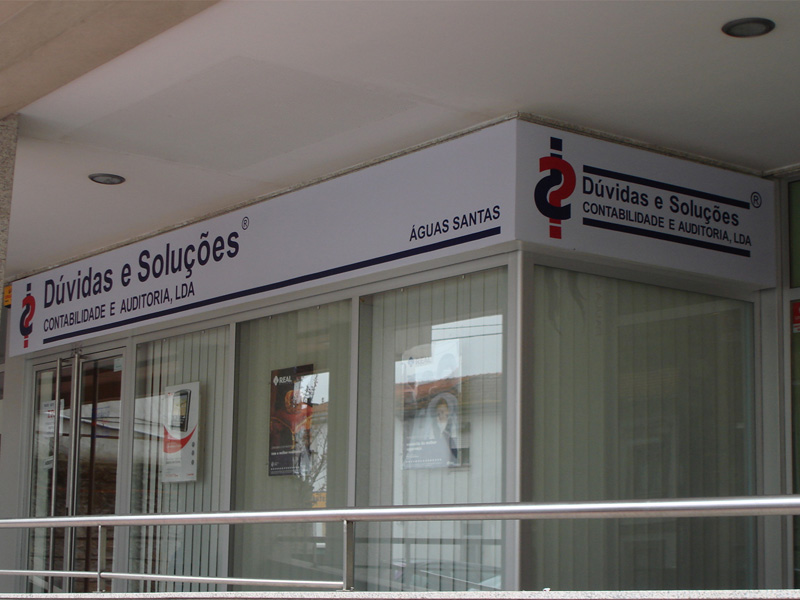 Dúvidas e Soluções®
CONTABILIDADE E AUDITORIA, LDA
ÁGUAS SANTAS
Dúvidas e Soluções®
CONTABILIDADE E AUDITORIA, LDA
REAL